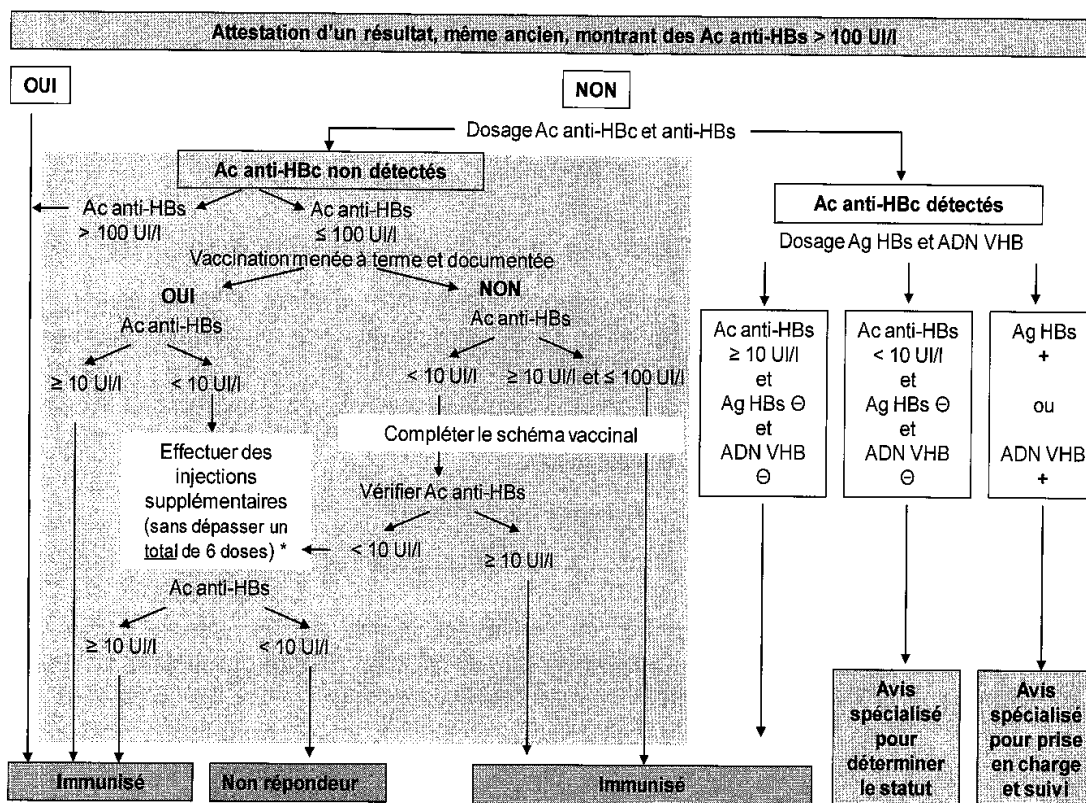 Attestation d'un résultat, même ancien, montrant des Ac anti-HBs > 100 UI/l
OUI
NON
Dosage Ac anti-HBc et anti-HBs
Ac anti-HBc non détectés
Ac anti-HBs
> 100 UI/l
Ac anti-HBs
≤ 100 UI/l
Vaccination menée à terme et documentée
OUI
Ac anti-HBs
≥ 10 UI/l
< 10 UI/l
NON
Ac anti-HBs
< 10 UI/l
≥ 10 UI/l et ≤ 100 UI/l
Effectuer des
injections
supplémentaires
(sans dépasser un
total de 6 doses) *
Compléter le schéma vaccinal
Vérifier Ac anti-HBs
< 10 UI/l
≥ 10 UI/l
Ac anti-HBs
≥ 10 UI/l
< 10 UI/l
Ac anti-HBc détectés
Dosage Ag HBs et ADN VHB
Ac anti-HBs
≥ 10 UI/l
et
Ag HBs ⊖
et
ADN VHB
⊖
Ac anti-HBs
< 10 UI/l
et
Ag HBs ⊖
et
ADN VHB
⊖
Ag HBs
+
ou
ADN VHB
+
Immunisé
Non répondeur
Immunisé
Avis
spécialisé
pour
déterminer
le statut
Avis
spécialisé
pour prise
en charge
et suivi